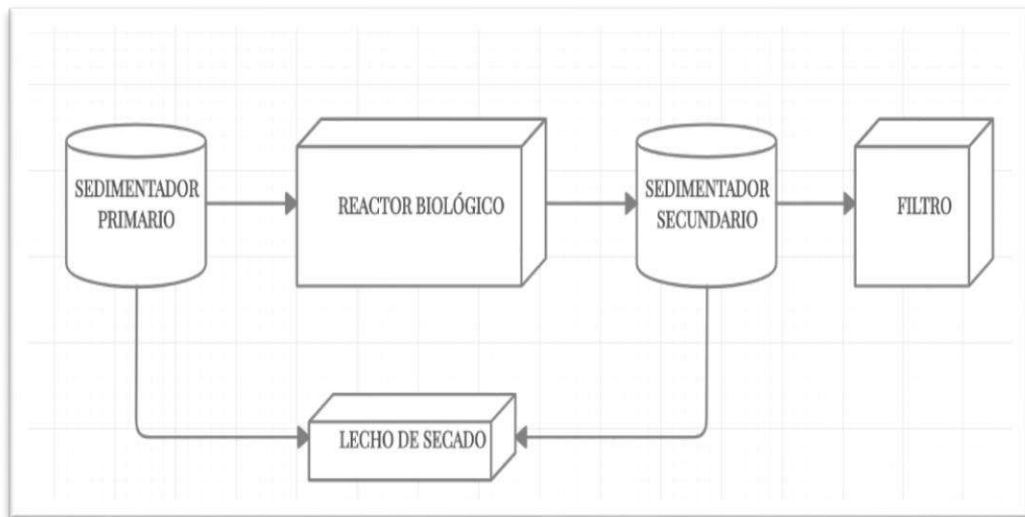 SEDIMENTADOR
PRIMARIO
REACTOR BIOLÓGICO
SEDIMENTADOR
SECUNDARIO
FILTRO
LECHO DE SECADO